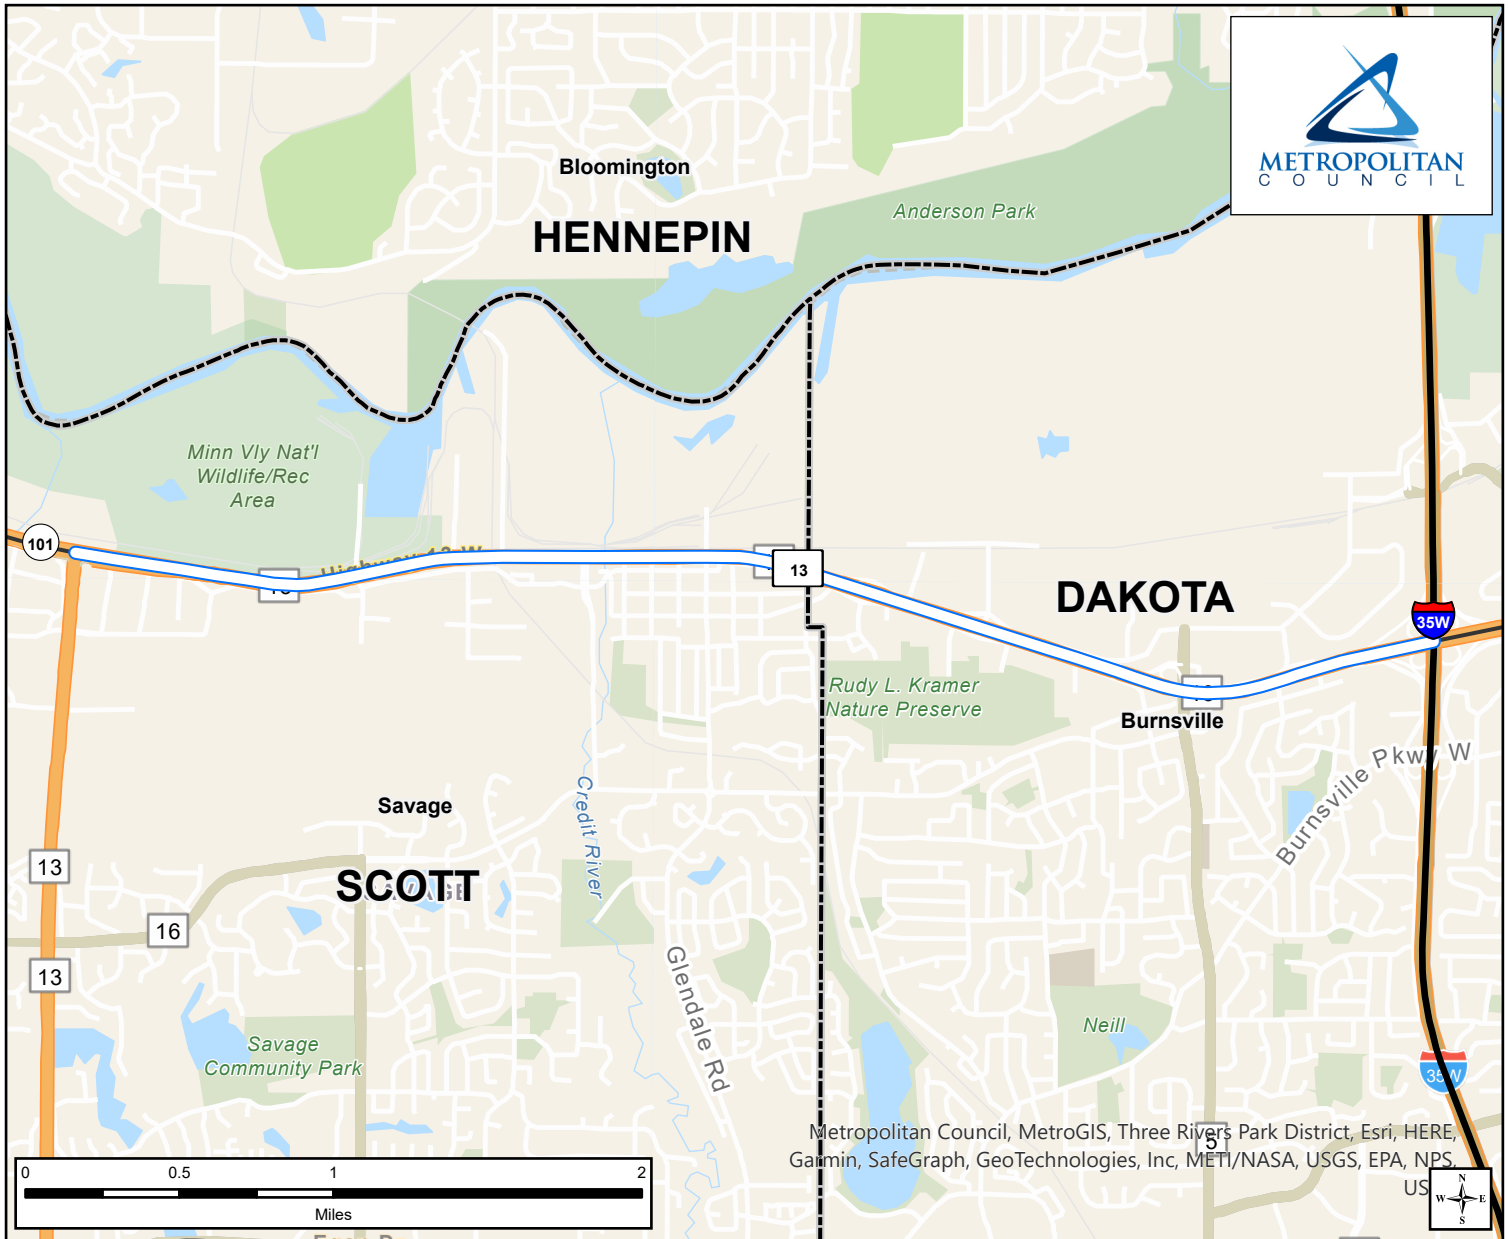 METROPOLITAN
COUNCIL
Bloomington
Anderson Park
HENNEPIN
Minn Vly Nat'l
Wildlife/Rec
Area
101
Highway 13 W
13
DAKOTA
35W
Rudy L. Kramer
Nature Preserve
Burnsville
Burnsville Pkwy W
Credit River
Savage
13
SCOTT
16
13
Glendale Rd
Neill
Savage
Community Park
35W
5
Metropolitan Council, MetroGIS, Three Rivers Park District, Esri, HERE,
Garmin, SafeGraph, GeoTechnologies, Inc, METI/NASA, USGS, EPA, NPS,
0 0.5 1 2
Miles
N
W E
S